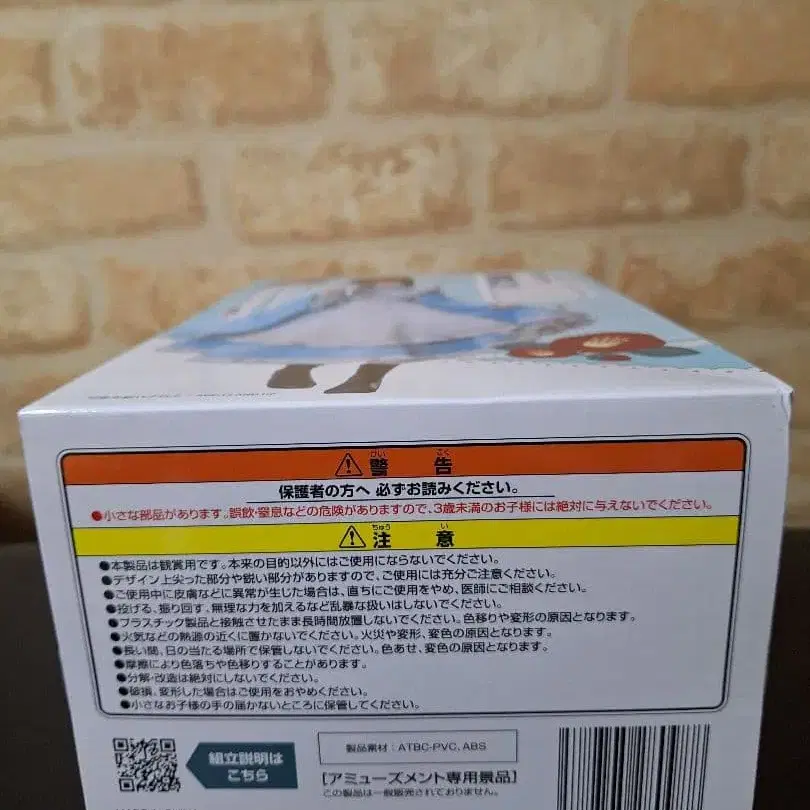 ⚠警告
けいこく
保護者の方へ 必ずお読みください。
●小さな部品があります。誤飲・窒息などの危険がありますので、3歳未満のお子様には絶対に与えないでください。
⚠注意
ちゅうい
●本製品は観賞用です。本来の目的以外にはご使用にならないでください。
●デザイン上尖った部分や鋭い部分がありますので、ご使用には充分ご注意ください。
●ご使用中に皮膚などに異常が生じた場合は、直ちにご使用をやめ、医師にご相談ください。
●投げる、振り回す、無理な力を加えるなど乱暴な扱いはしないでください。
●プラスチック製品と接触させたまま長時間放置しないでください。色移りや変形の原因となります。
●火気などの熱源の近くに置かないでください。火災や変形、変色の原因となります。
●長い間、日の当たる場所で保管しないでください。色あせ、変色の原因となります。
●摩擦により色落ちや色移りすることがあります。
●分解・改造は絶対にしないでください。
●破損、変形した場合はご使用をおやめください。
●小さなお子様の手の届かないところに保管してください。
組立説明は
こちら
製品素材：ATBC-PVC、ABS
[アミューズメント専用景品]
この製品は一般販売されておりません。